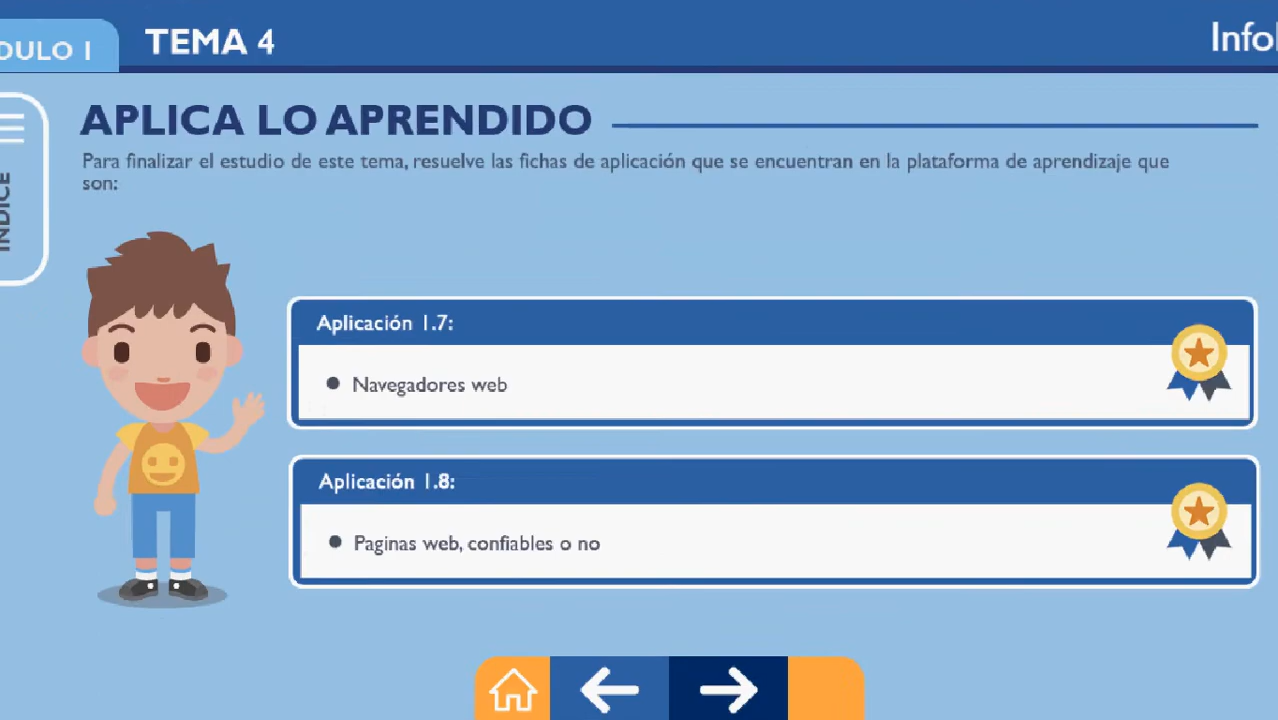 DULO I
TEMA 4
Info
APLICA LO APRENDIDO
Para finalizar el estudio de este tema, resuelve las fichas de aplicación que se encuentran en la plataforma de aprendizaje que
son:
ÍNDICE
Aplicación 1.7:
Navegadores web
Aplicación 1.8:
Paginas web, confiables o no